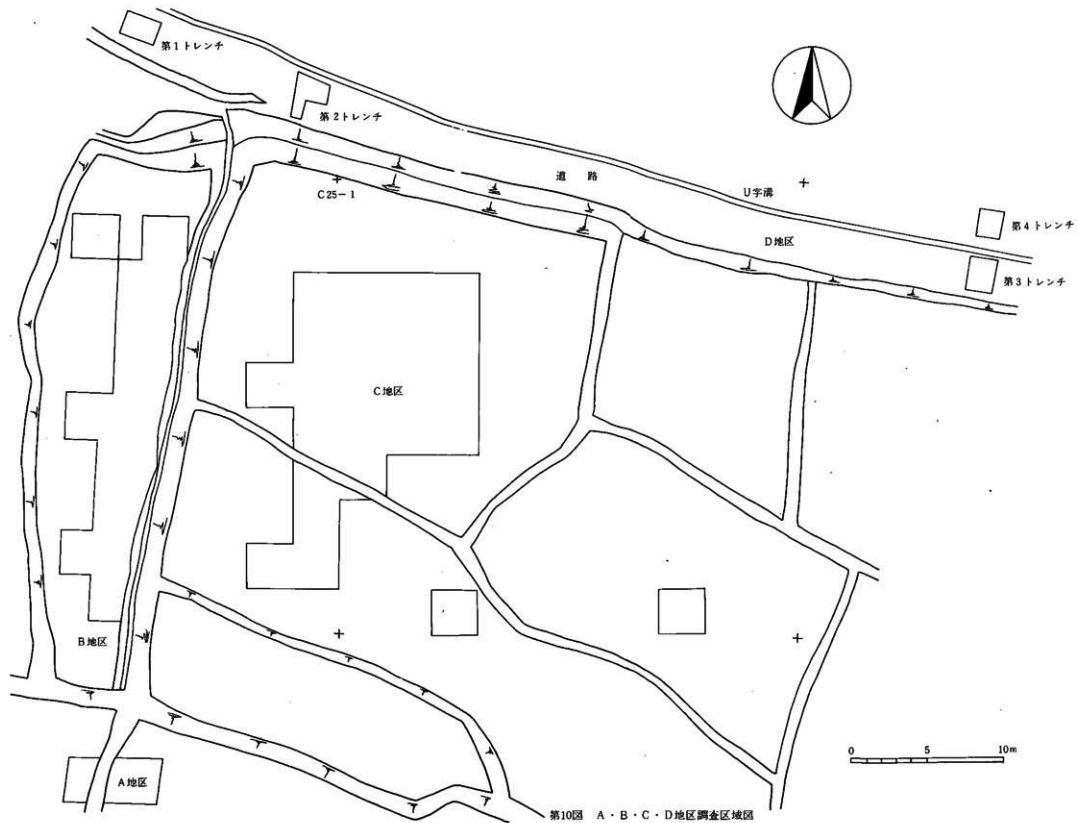 第1トレンチ
第2トレンチ
道路
U字溝
C25-1
D地区
第4トレンチ
第3トレンチ
C地区
B地区
A地区
0 5 10m
第10図 A・B・C・D地区調査区域図